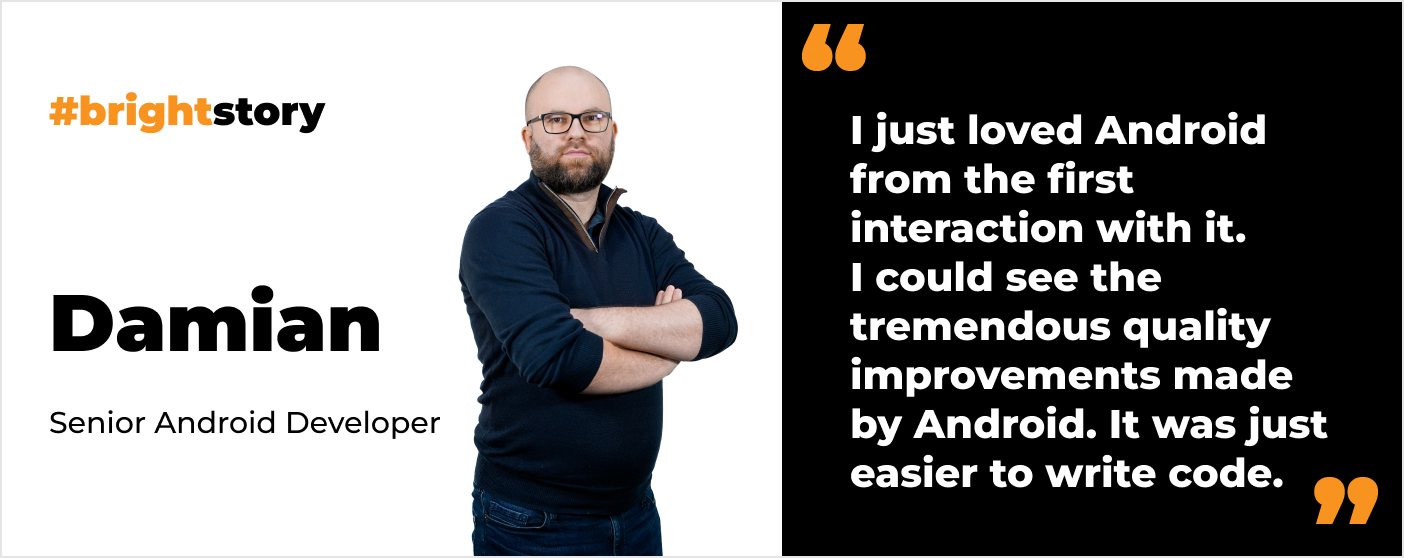 #brightstory
Damian
Senior Android Developer
“
I just loved Android
from the first
interaction with it.
I could see the
tremendous quality
improvements made
by Android. It was just
easier to write code.
”